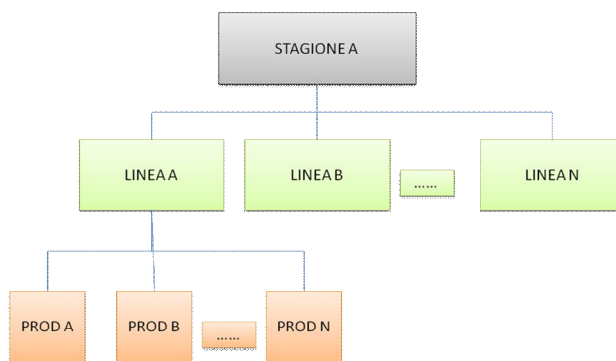 STAGIONE A
LINEA A
LINEA B
......
LINEA N
PROD A
PROD B
......
PROD N